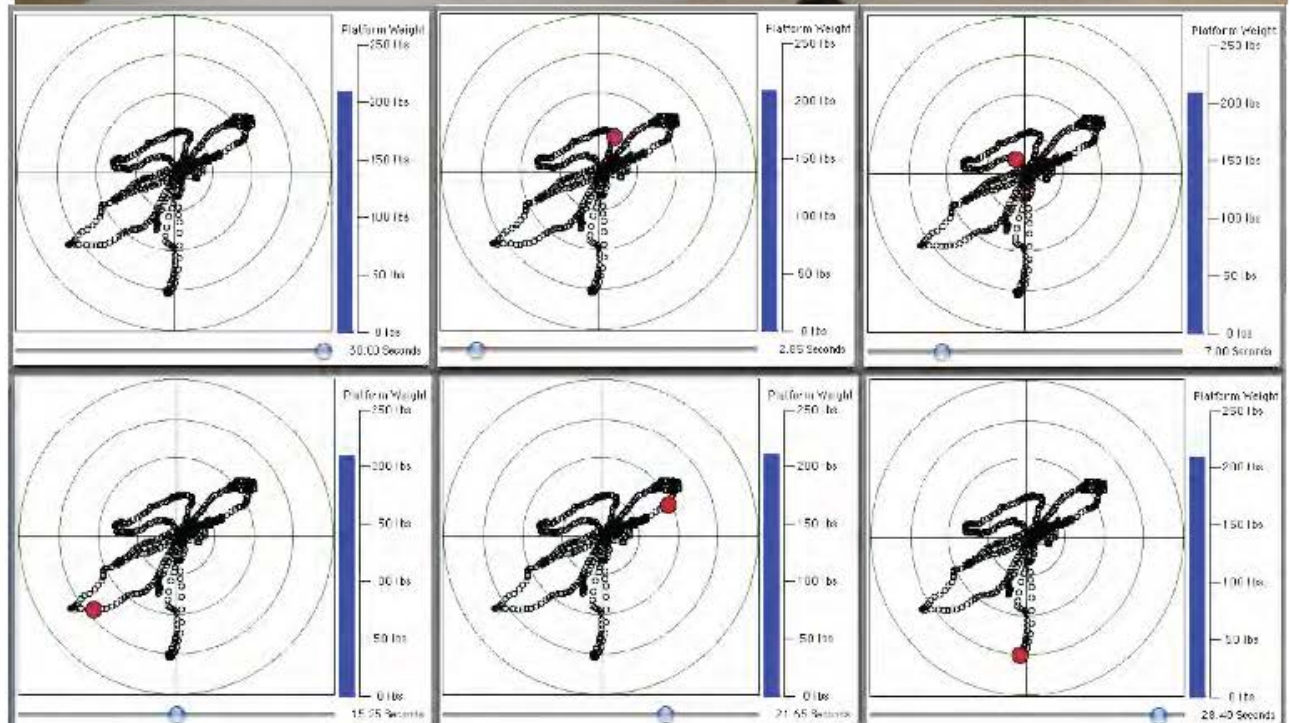 Platform Weight
250 lbs
200 lbs
150 lbs
100 lbs
50 lbs
0 lbs
30.00 Seconds
Platform Weight
250 lbs
200 lbs
150 lbs
100 lbs
50 lbs
0 lbs
2.85 Seconds
Platform Weight
250 lbs
200 lbs
150 lbs
100 lbs
50 lbs
0 lbs
7.00 Seconds
Platform Weight
250 lbs
200 lbs
150 lbs
100 lbs
50 lbs
0 lbs
15.25 Seconds
Platform Weight
250 lbs
200 lbs
150 lbs
100 lbs
50 lbs
0 lbs
21.65 Seconds
Platform Weight
250 lbs
200 lbs
150 lbs
100 lbs
50 lbs
0 lbs
28.40 Seconds